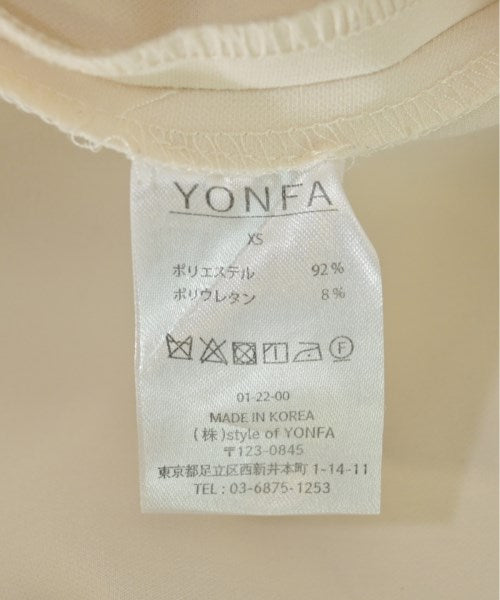 YONFA
XS
ポリエステル 92%
ポリウレタン 8%
01-22-00
MADE IN KOREA
(株)style of YONFA
〒123-0845
東京都足立区西新井本町1-14-11
TEL : 03-6875-1253